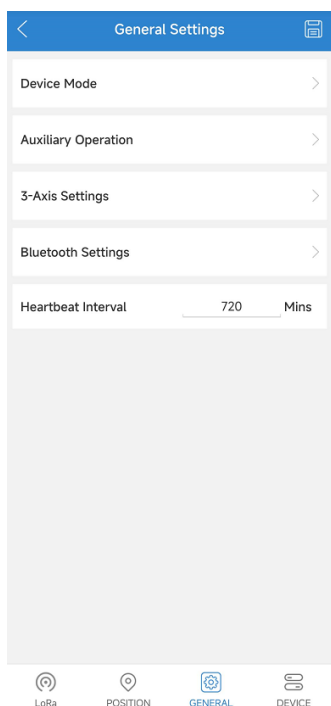 General Settings
Device Mode
Auxiliary Operation
3-Axis Settings
Bluetooth Settings
Heartbeat Interval 720 Mins
LoRa POSITION GENERAL DEVICE